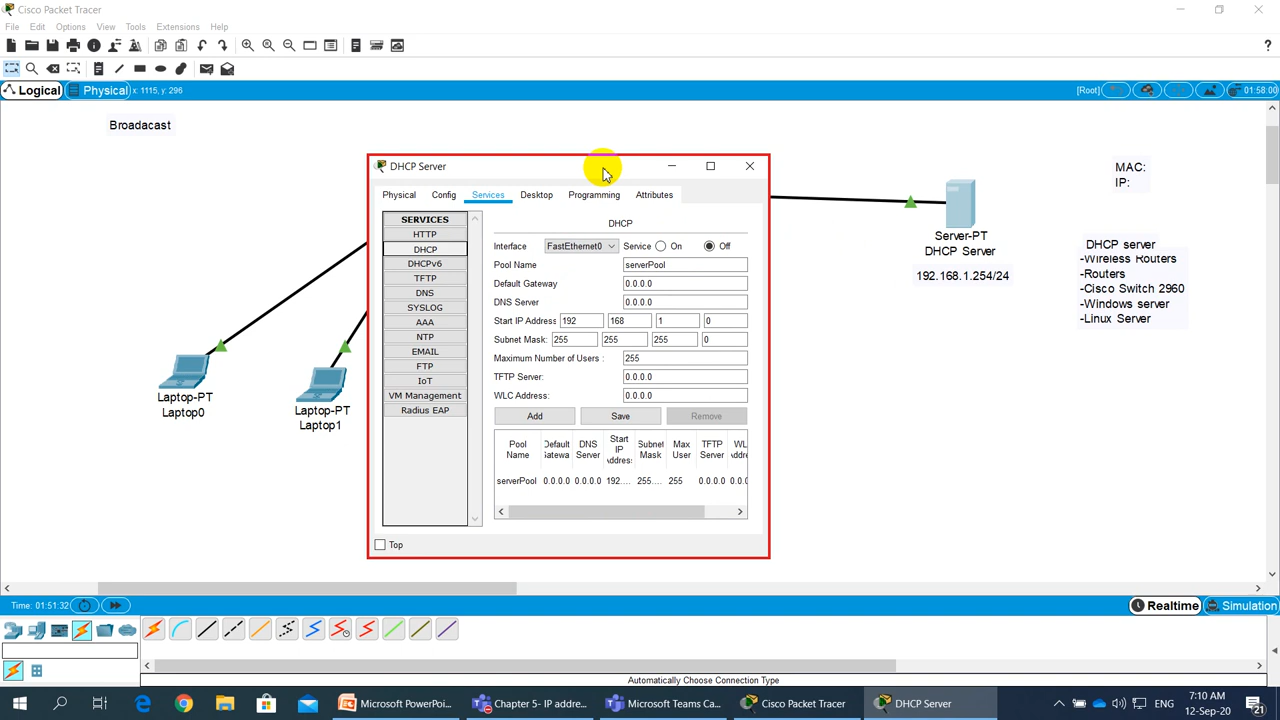 Cisco Packet Tracer
File Edit Options View Tools Extensions Help
Logical Physical x: 1115, y: 296 [Root] 01:58:00
Broadacast
MAC:
IP:
Server-PT
DHCP Server
192.168.1.254/24
DHCP server
-Wireless Routers
-Routers
-Cisco Switch 2960
-Windows server
-Linux Server
Laptop-PT
Laptop0
Laptop-PT
Laptop1
DHCP Server
Physical Config Services Desktop Programming Attributes
SERVICES
HTTP
DHCP
DHCPv6
TFTP
DNS
SYSLOG
AAA
NTP
EMAIL
FTP
IoT
VM Management
Radius EAP
DHCP
Interface FastEthernet0 Service On Off
Pool Name serverPool
Default Gateway 0.0.0.0
DNS Server 0.0.0.0
Start IP Address 192 168 1 0
Subnet Mask: 255 255 255 0
Maximum Number of Users : 255
TFTP Server: 0.0.0.0
WLC Address: 0.0.0.0
Add Save Remove
Pool Name Default DNS Server Start IP Subnet Mask Max User TFTP Server
serverPool 0.0.0.0 0.0.0.0 192.... 255.... 255 0.0.0.0 0.0.0
Top
Time: 01:51:32 Realtime Simulation
Automatically Choose Connection Type
Microsoft PowerPoi... Chapter 5- IP addre... Microsoft Teams Ca... Cisco Packet Tracer DHCP Server ENG
7:10 AM
12-Sep-20
21